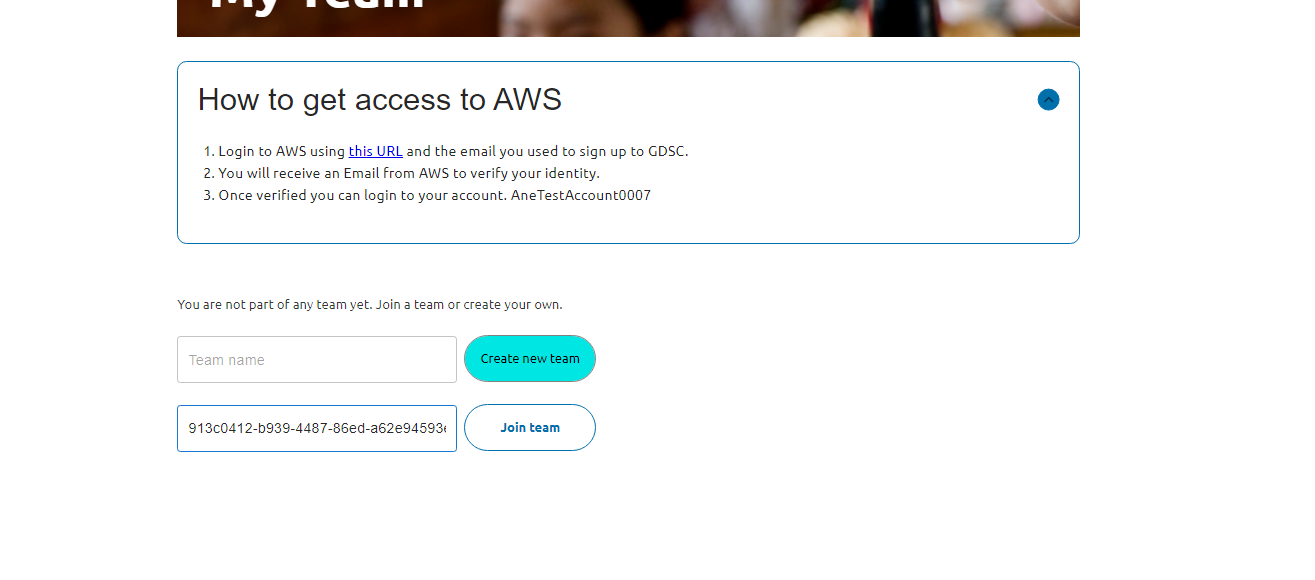 My Team
How to get access to AWS
1. Login to AWS using this URL and the email you used to sign up to GDSC.
2. You will receive an Email from AWS to verify your identity.
3. Once verified you can login to your account. AneTestAccount0007
You are not part of any team yet. Join a team or create your own.
Team name
Create new team
913c0412-b939-4487-86ed-a62e94593e
Join team